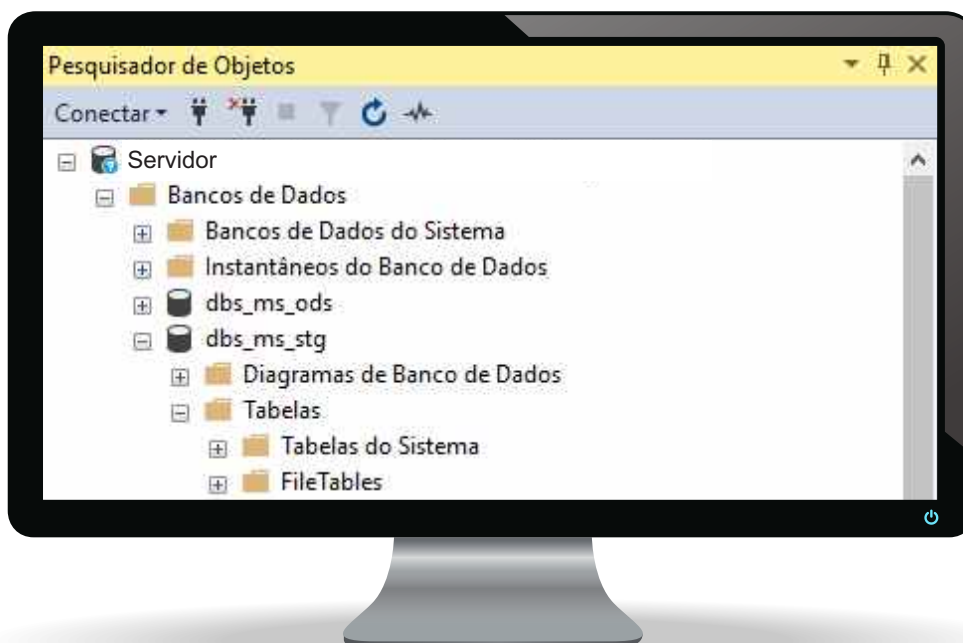 Pesquisador de Objetos
Conectar
Servidor
Bancos de Dados
Bancos de Dados do Sistema
Instantâneos do Banco de Dados
dbs_ms_ods
dbs_ms_stg
Diagramas de Banco de Dados
Tabelas
Tabelas do Sistema
FileTables